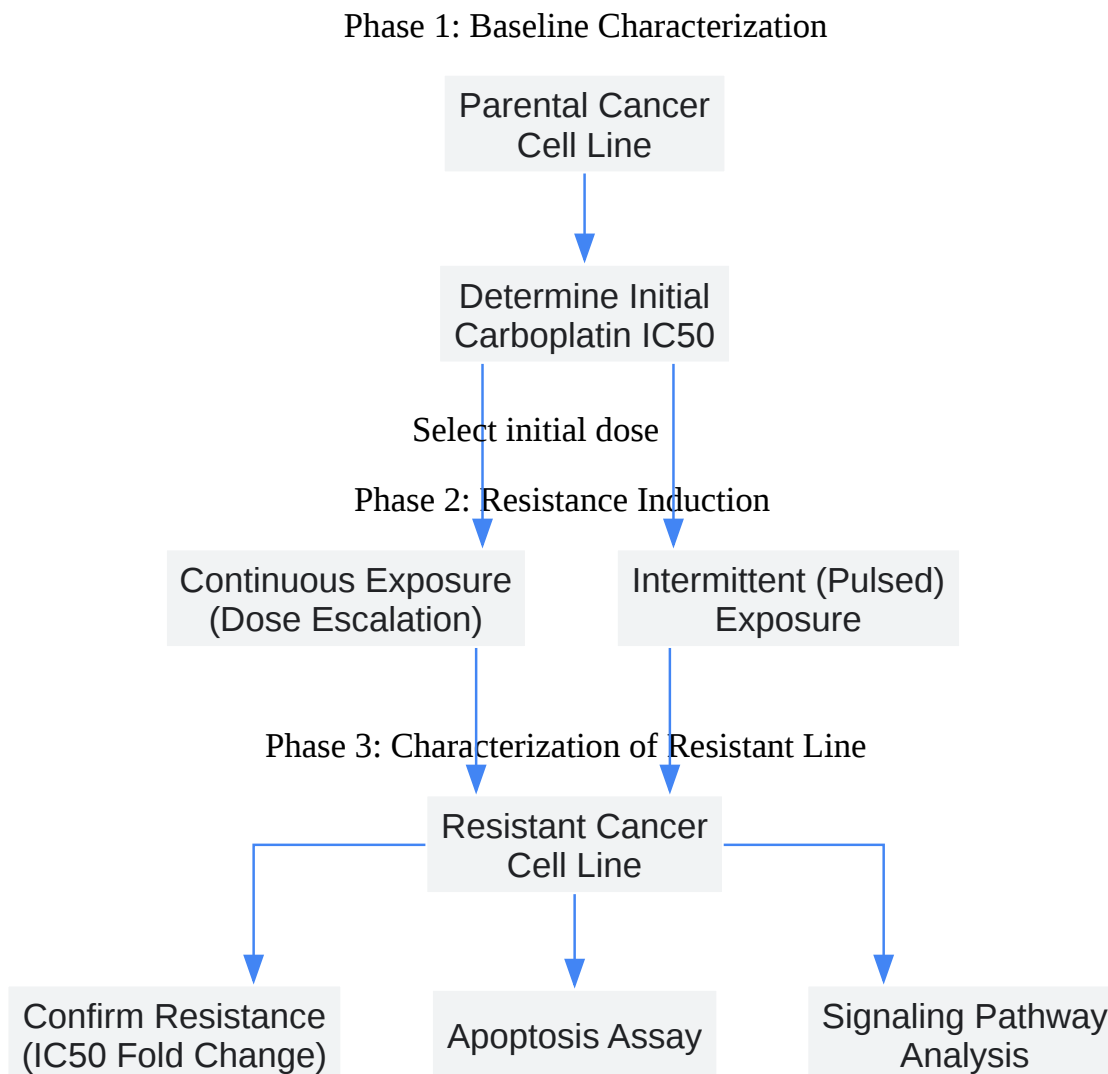 Phase 1: Baseline Characterization
Parental Cancer
Cell Line
Determine Initial
Carboplatin IC50
Select initial dose
Phase 2: Resistance Induction
Continuous Exposure
(Dose Escalation)
Intermittent (Pulsed)
Exposure
Phase 3: Characterization of Resistant Line
Resistant Cancer
Cell Line
Confirm Resistance
(IC50 Fold Change)
Apoptosis Assay
Signaling Pathway
Analysis